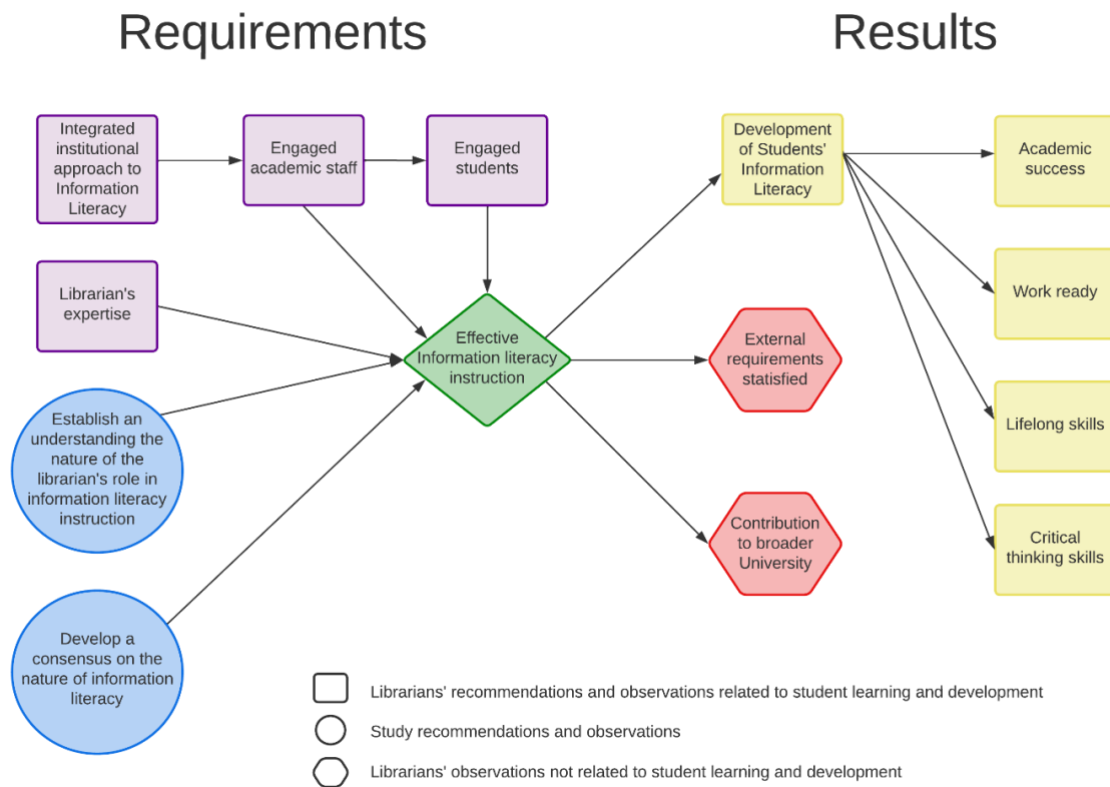 Requirements
Results
Integrated
institutional
approach to
Information
Literacy
Engaged
academic staff
Engaged
students
Development
of Students'
Information
Literacy
Academic
success
Librarian's
expertise
Effective
Information literacy
instruction
External
requirements
statisfied
Work ready
Establish an
understanding the
nature of the
librarian's role in
information literacy
instruction
Lifelong skills
Contribution
to broader
University
Critical
thinking skills
Develop a
consensus on the
nature of information
literacy
Librarians' recommendations and observations related to student learning and development
Study recommendations and observations
Librarians' observations not related to student learning and development